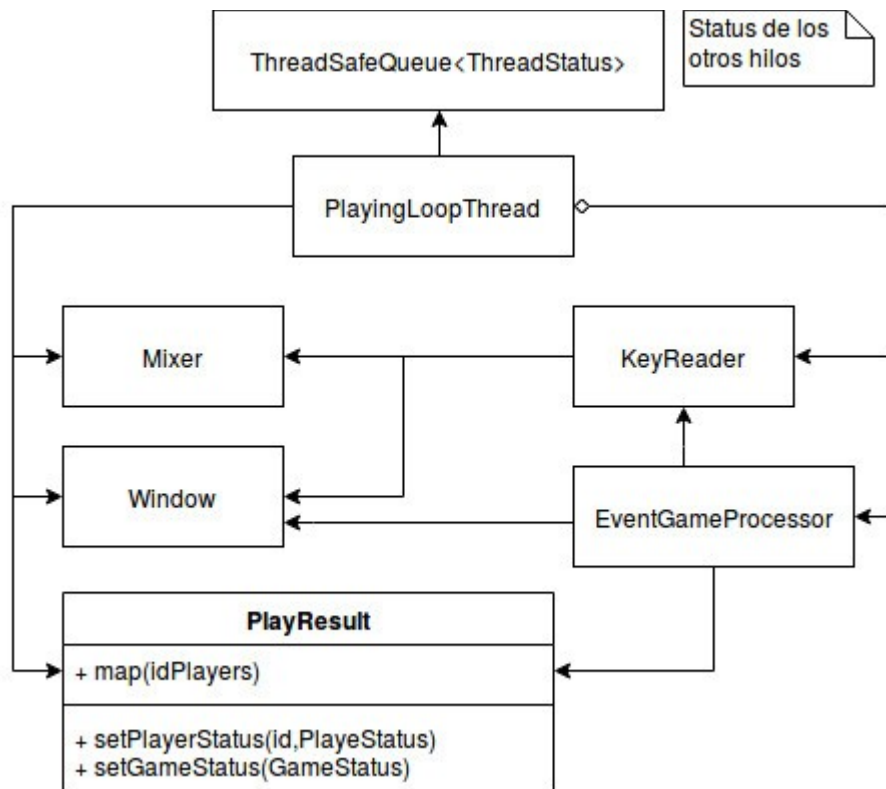 ThreadSafeQueue<ThreadStatus>
Status de los
otros hilos
PlayingLoopThread
Mixer
KeyReader
Window
EventGameProcessor
PlayResult
+ map(idPlayers)
+ setPlayerStatus(id,PlayeStatus)
+ setGameStatus(GameStatus)